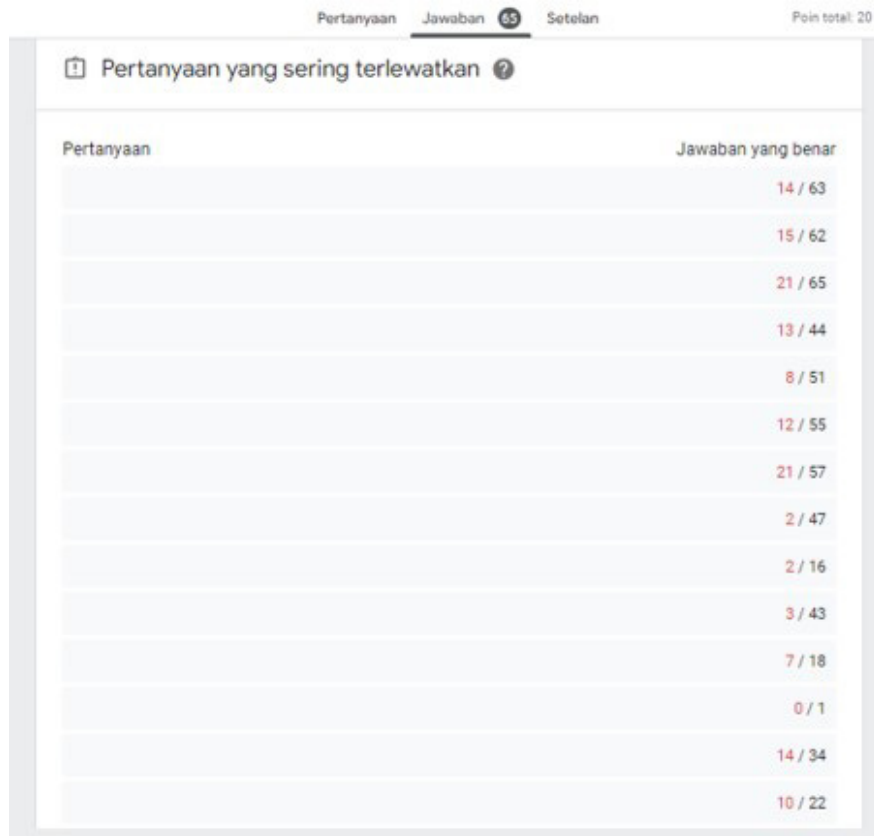 Pertanyaan Jawaban 65 Setelan Poin total: 20
Pertanyaan yang sering terlewatkan
Pertanyaan Jawaban yang benar
14 / 63
15 / 62
21 / 65
13 / 44
8 / 51
12 / 55
21 / 57
2 / 47
2 / 16
3 / 43
7 / 18
0 / 1
14 / 34
10 / 22